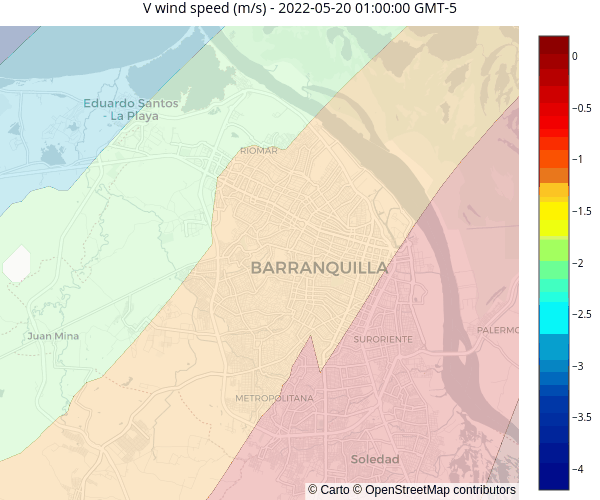 V wind speed (m/s) - 2022-05-20 01:00:00 GMT-5
Eduardo Santos
- La Playa
RIOMAR
BARRANQUILLA
Juan Mina
SURORIENTE
PALERMO
METROPOLITANA
Soledad
© Carto © OpenStreetMap contributors
0
−0.5
−1
−1.5
−2
−2.5
−3
−3.5
−4